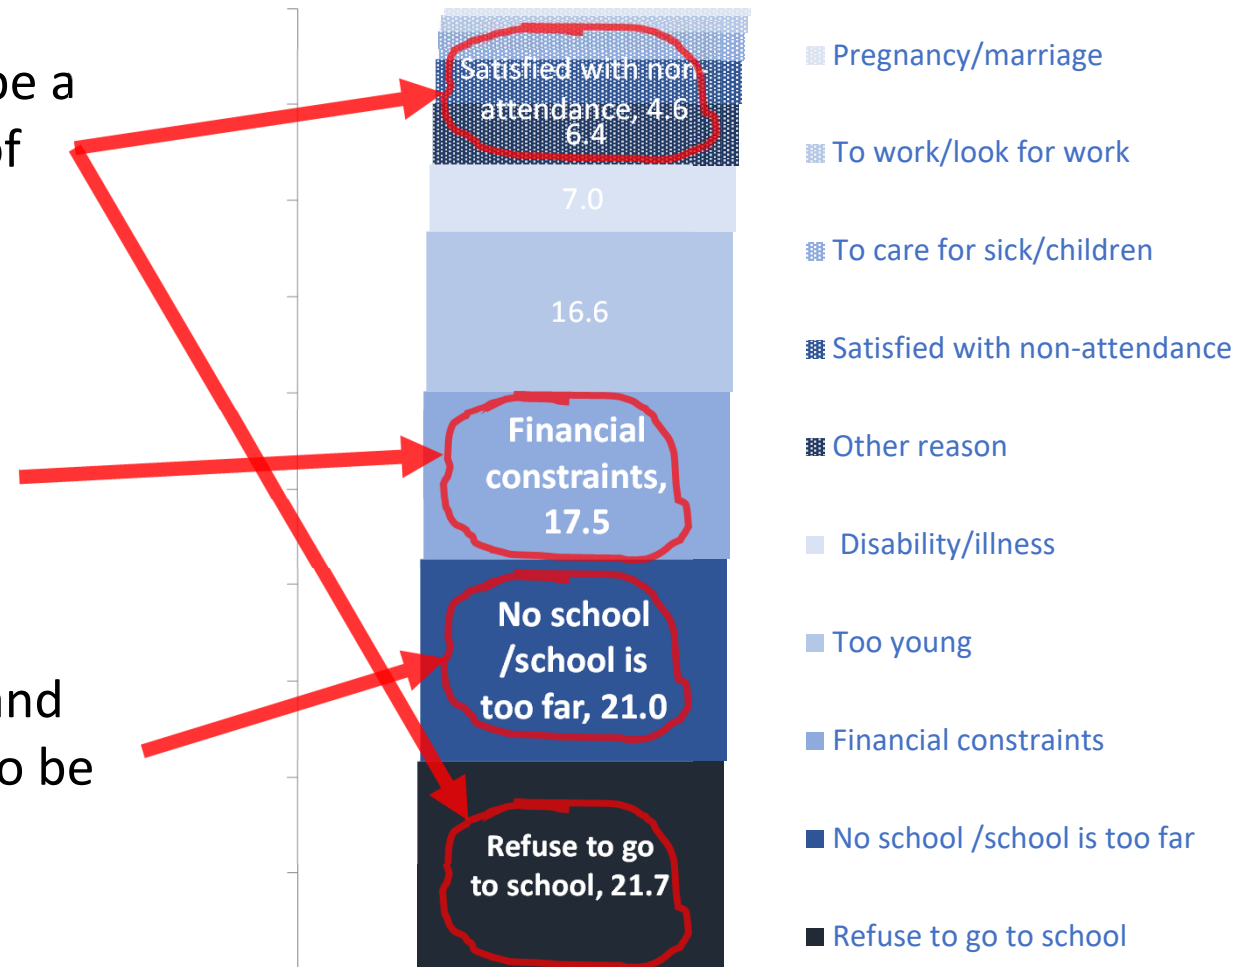 be a
of
and
to be
Satisfied with non-
attendance, 4.6
6.4
7.0
16.6
Financial
constraints,
17.5
No school
/school is
too far, 21.0
Refuse to go
to school, 21.7
Pregnancy/marriage
To work/look for work
To care for sick/children
Satisfied with non-attendance
Other reason
Disability/illness
Too young
Financial constraints
No school /school is too far
Refuse to go to school